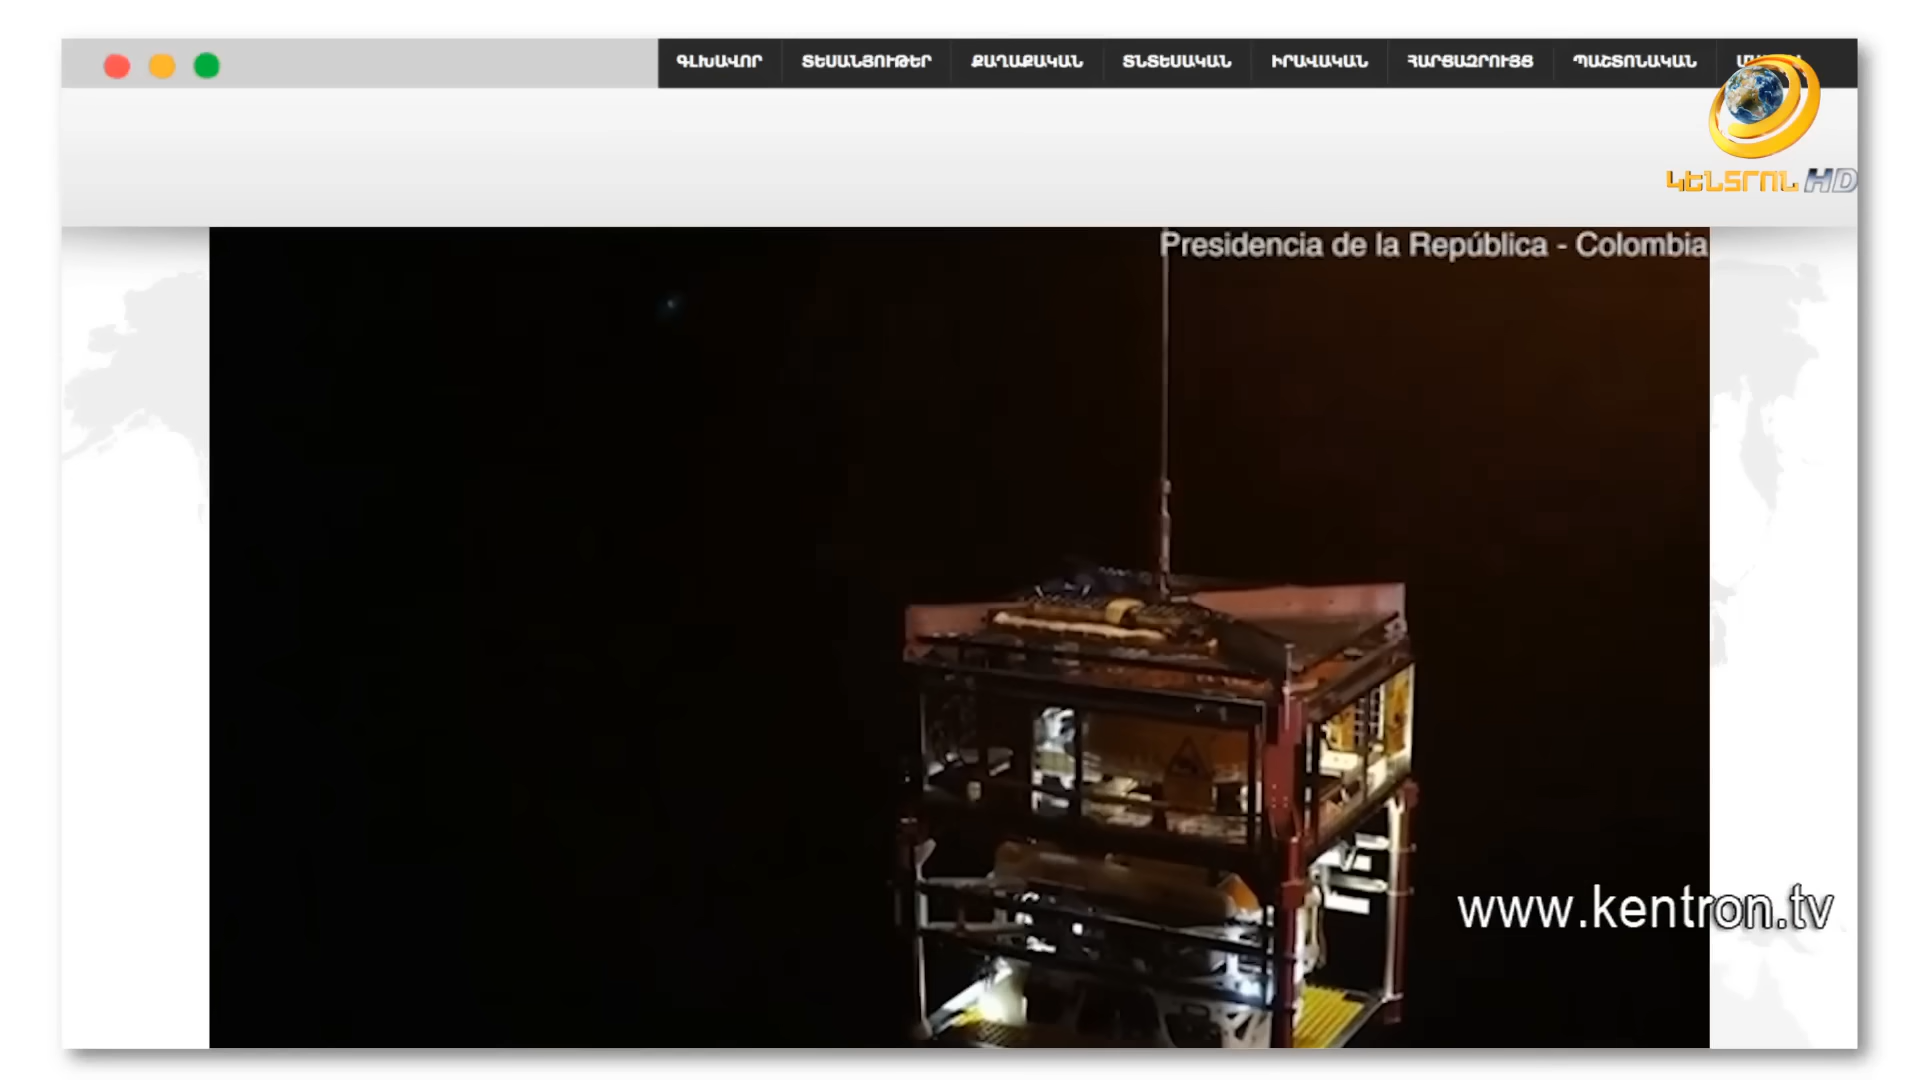 ԳԼԽԱՎՈՐ ՏԵՍԱՆՅՈՒԹԵՐ ՔԱՂԱՔԱԿԱՆ ՏՆՏԵՍԱԿԱՆ ԻՐԱՎԱԿԱՆ ՀԱՐՑԱԶՐՈՒՅՑ ՊԱՇՏՈՆԱԿԱՆ
ԿԵՆՏՐՈՆ HD
Presidencia de la República - Colombia
www.kentron.tv